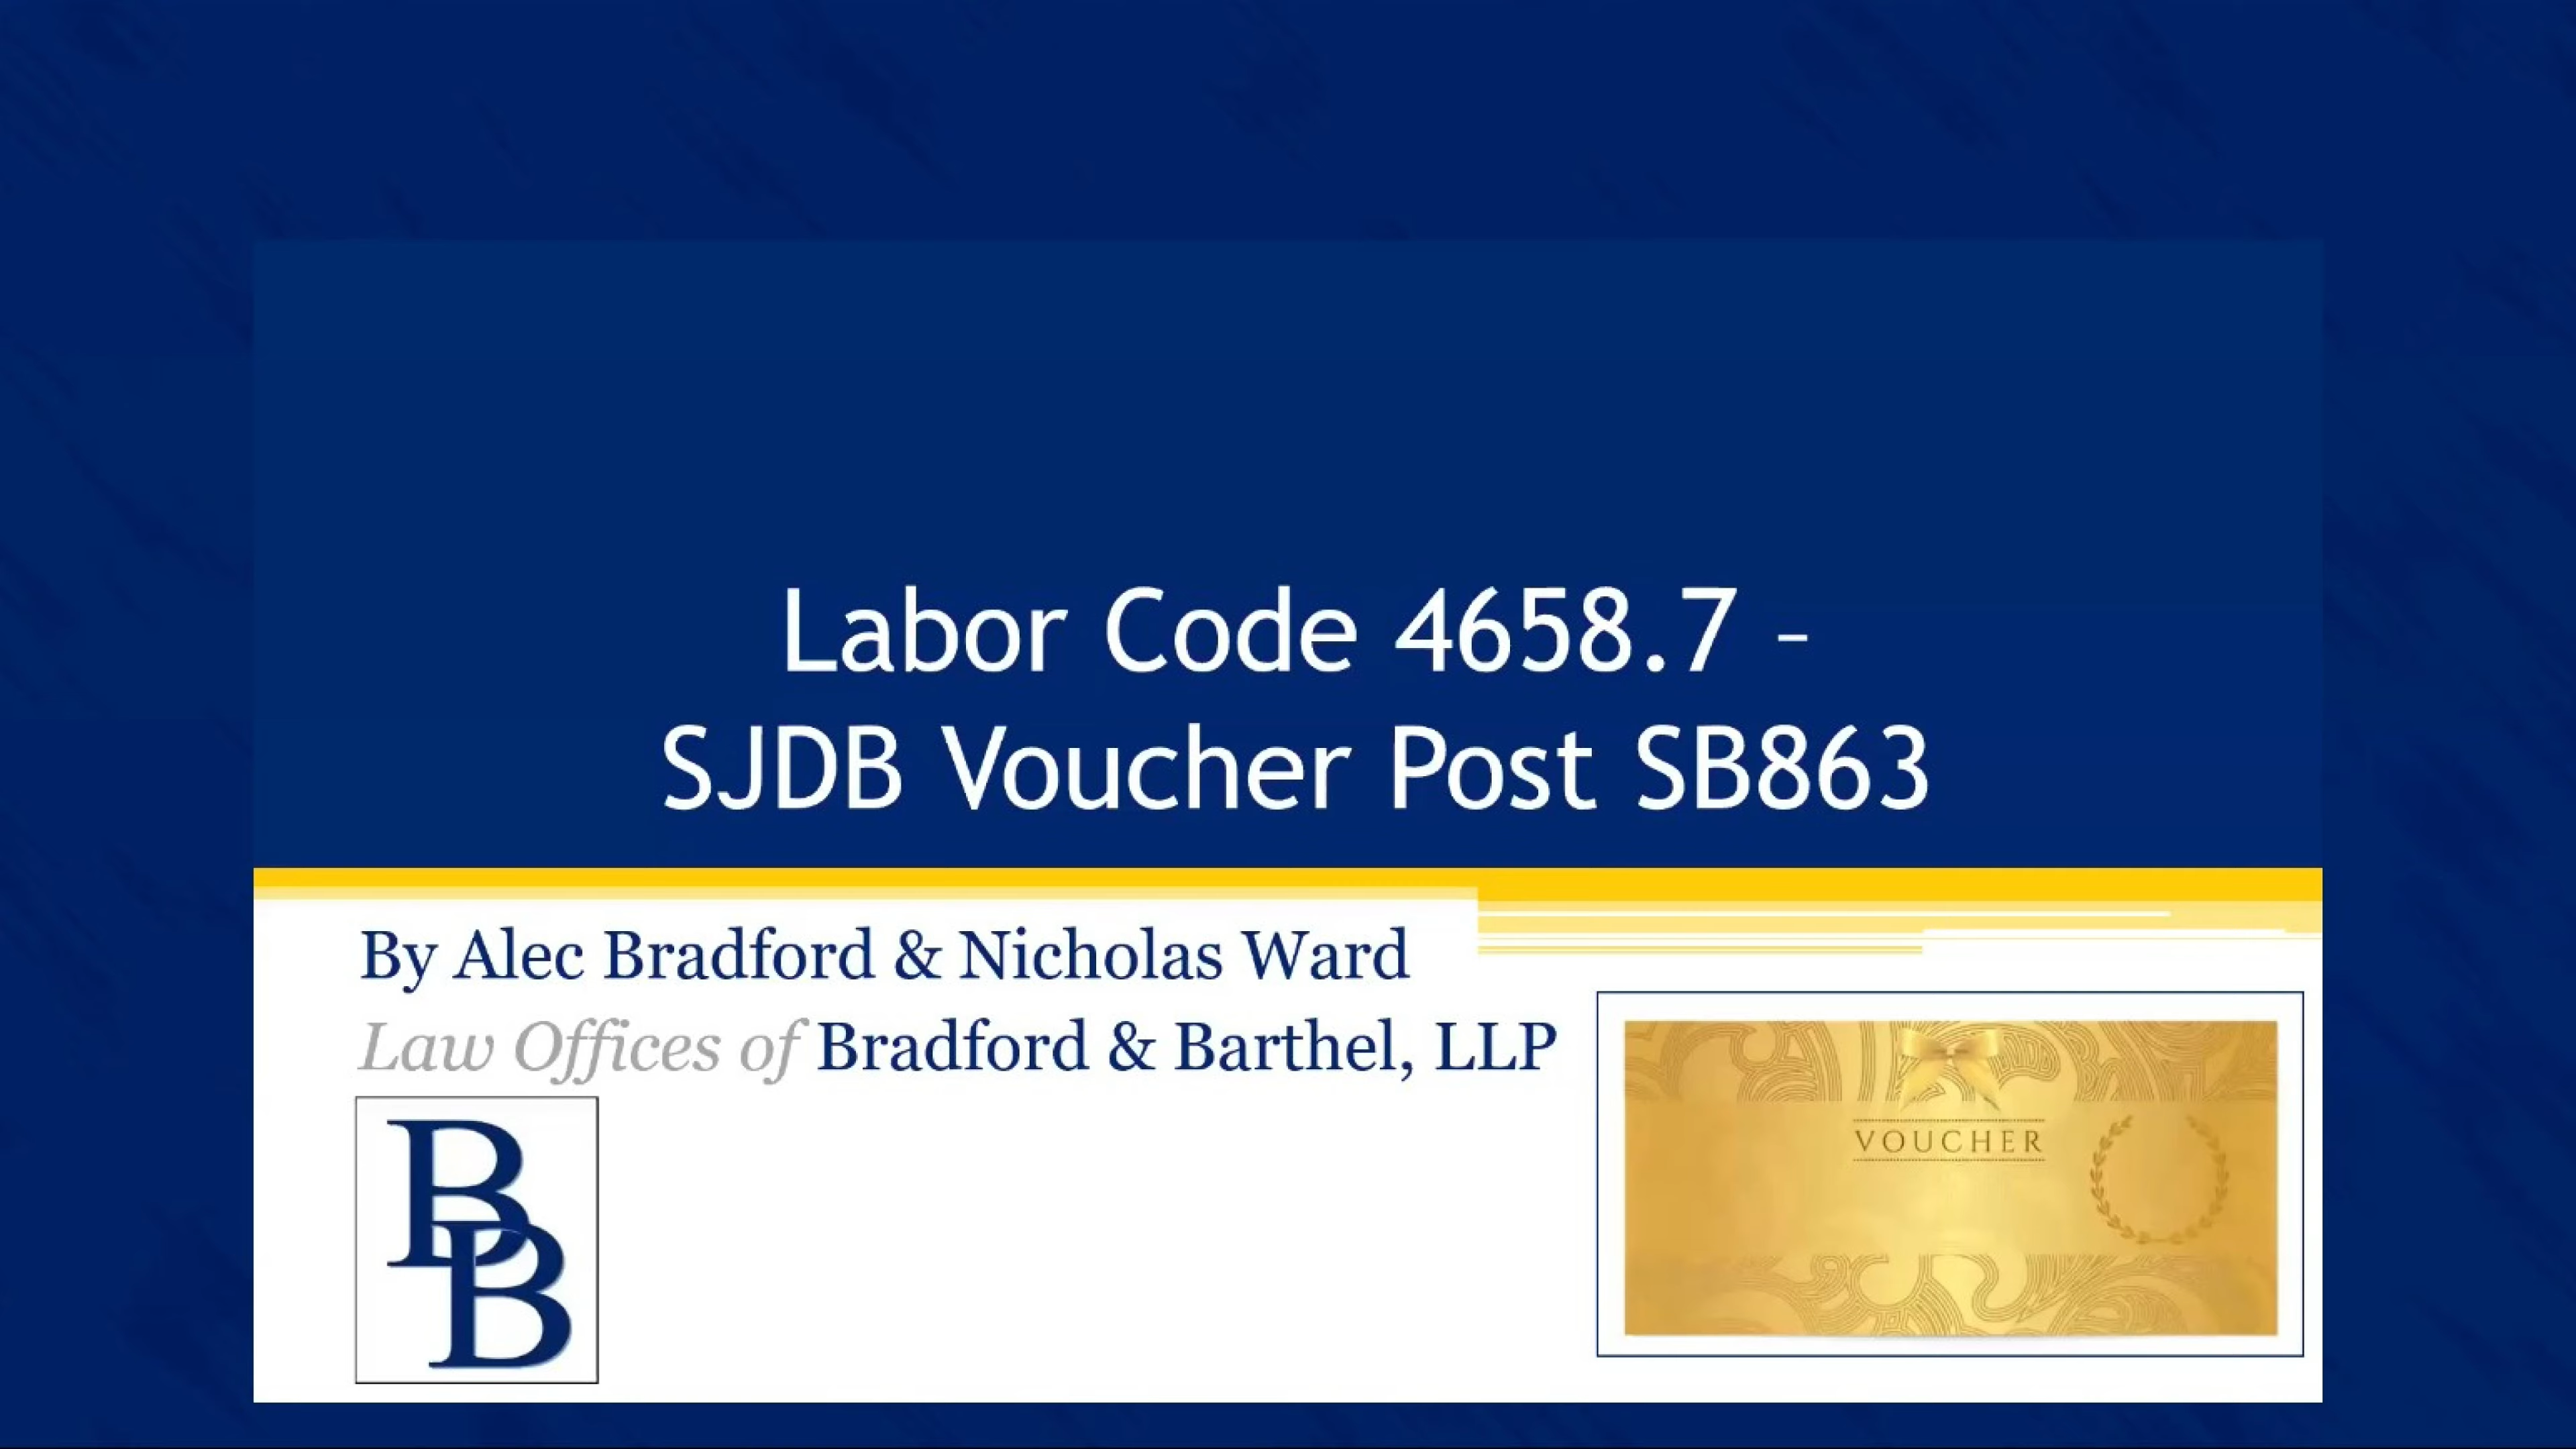 Labor Code 4658.7 –
SJDB Voucher Post SB863
By Alec Bradford & Nicholas Ward
Law Offices of Bradford & Barthel, LLP
BB
VOUCHER